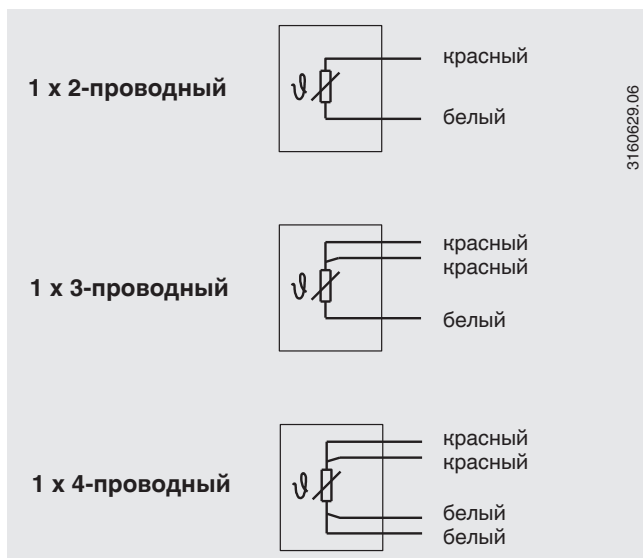 1 x 2-проводный
красный
белый
3160629.06
1 x 3-проводный
красный
красный
белый
1 x 4-проводный
красный
красный
белый
белый